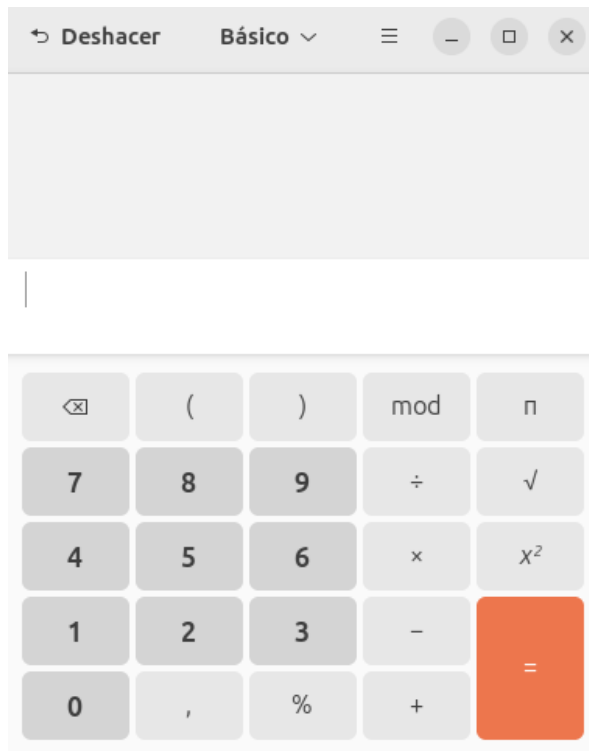 Deshacer Básico
( ) mod π
7 8 9 ÷ √
4 5 6 × x²
1 2 3 − =
0 , % +